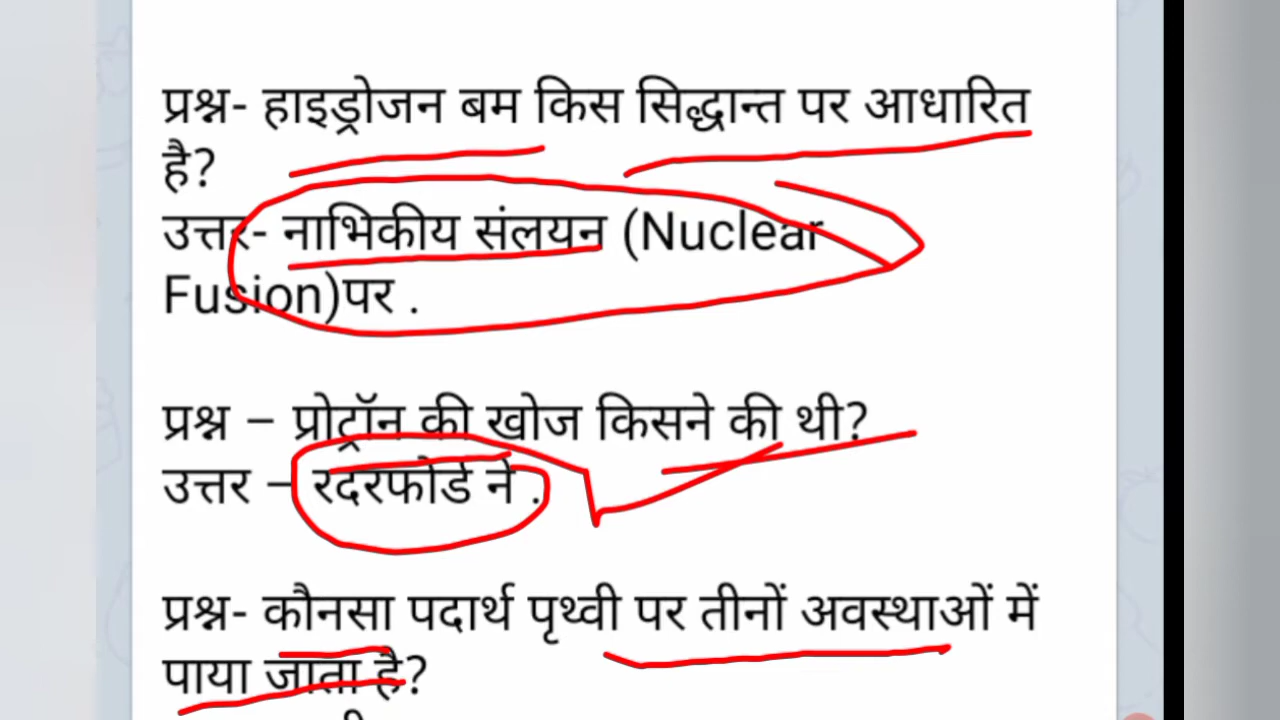 प्रश्न- हाइड्रोजन बम किस सिद्धान्त पर आधारित
है?
उत्तर- नाभिकीय संलयन (Nuclear
Fusion)पर .
प्रश्न – प्रोट्रॉन की खोज किसने की थी?
उत्तर – रदरफोर्ड ने .
प्रश्न- कौनसा पदार्थ पृथ्वी पर तीनों अवस्थाओं में
पाया जाता है?